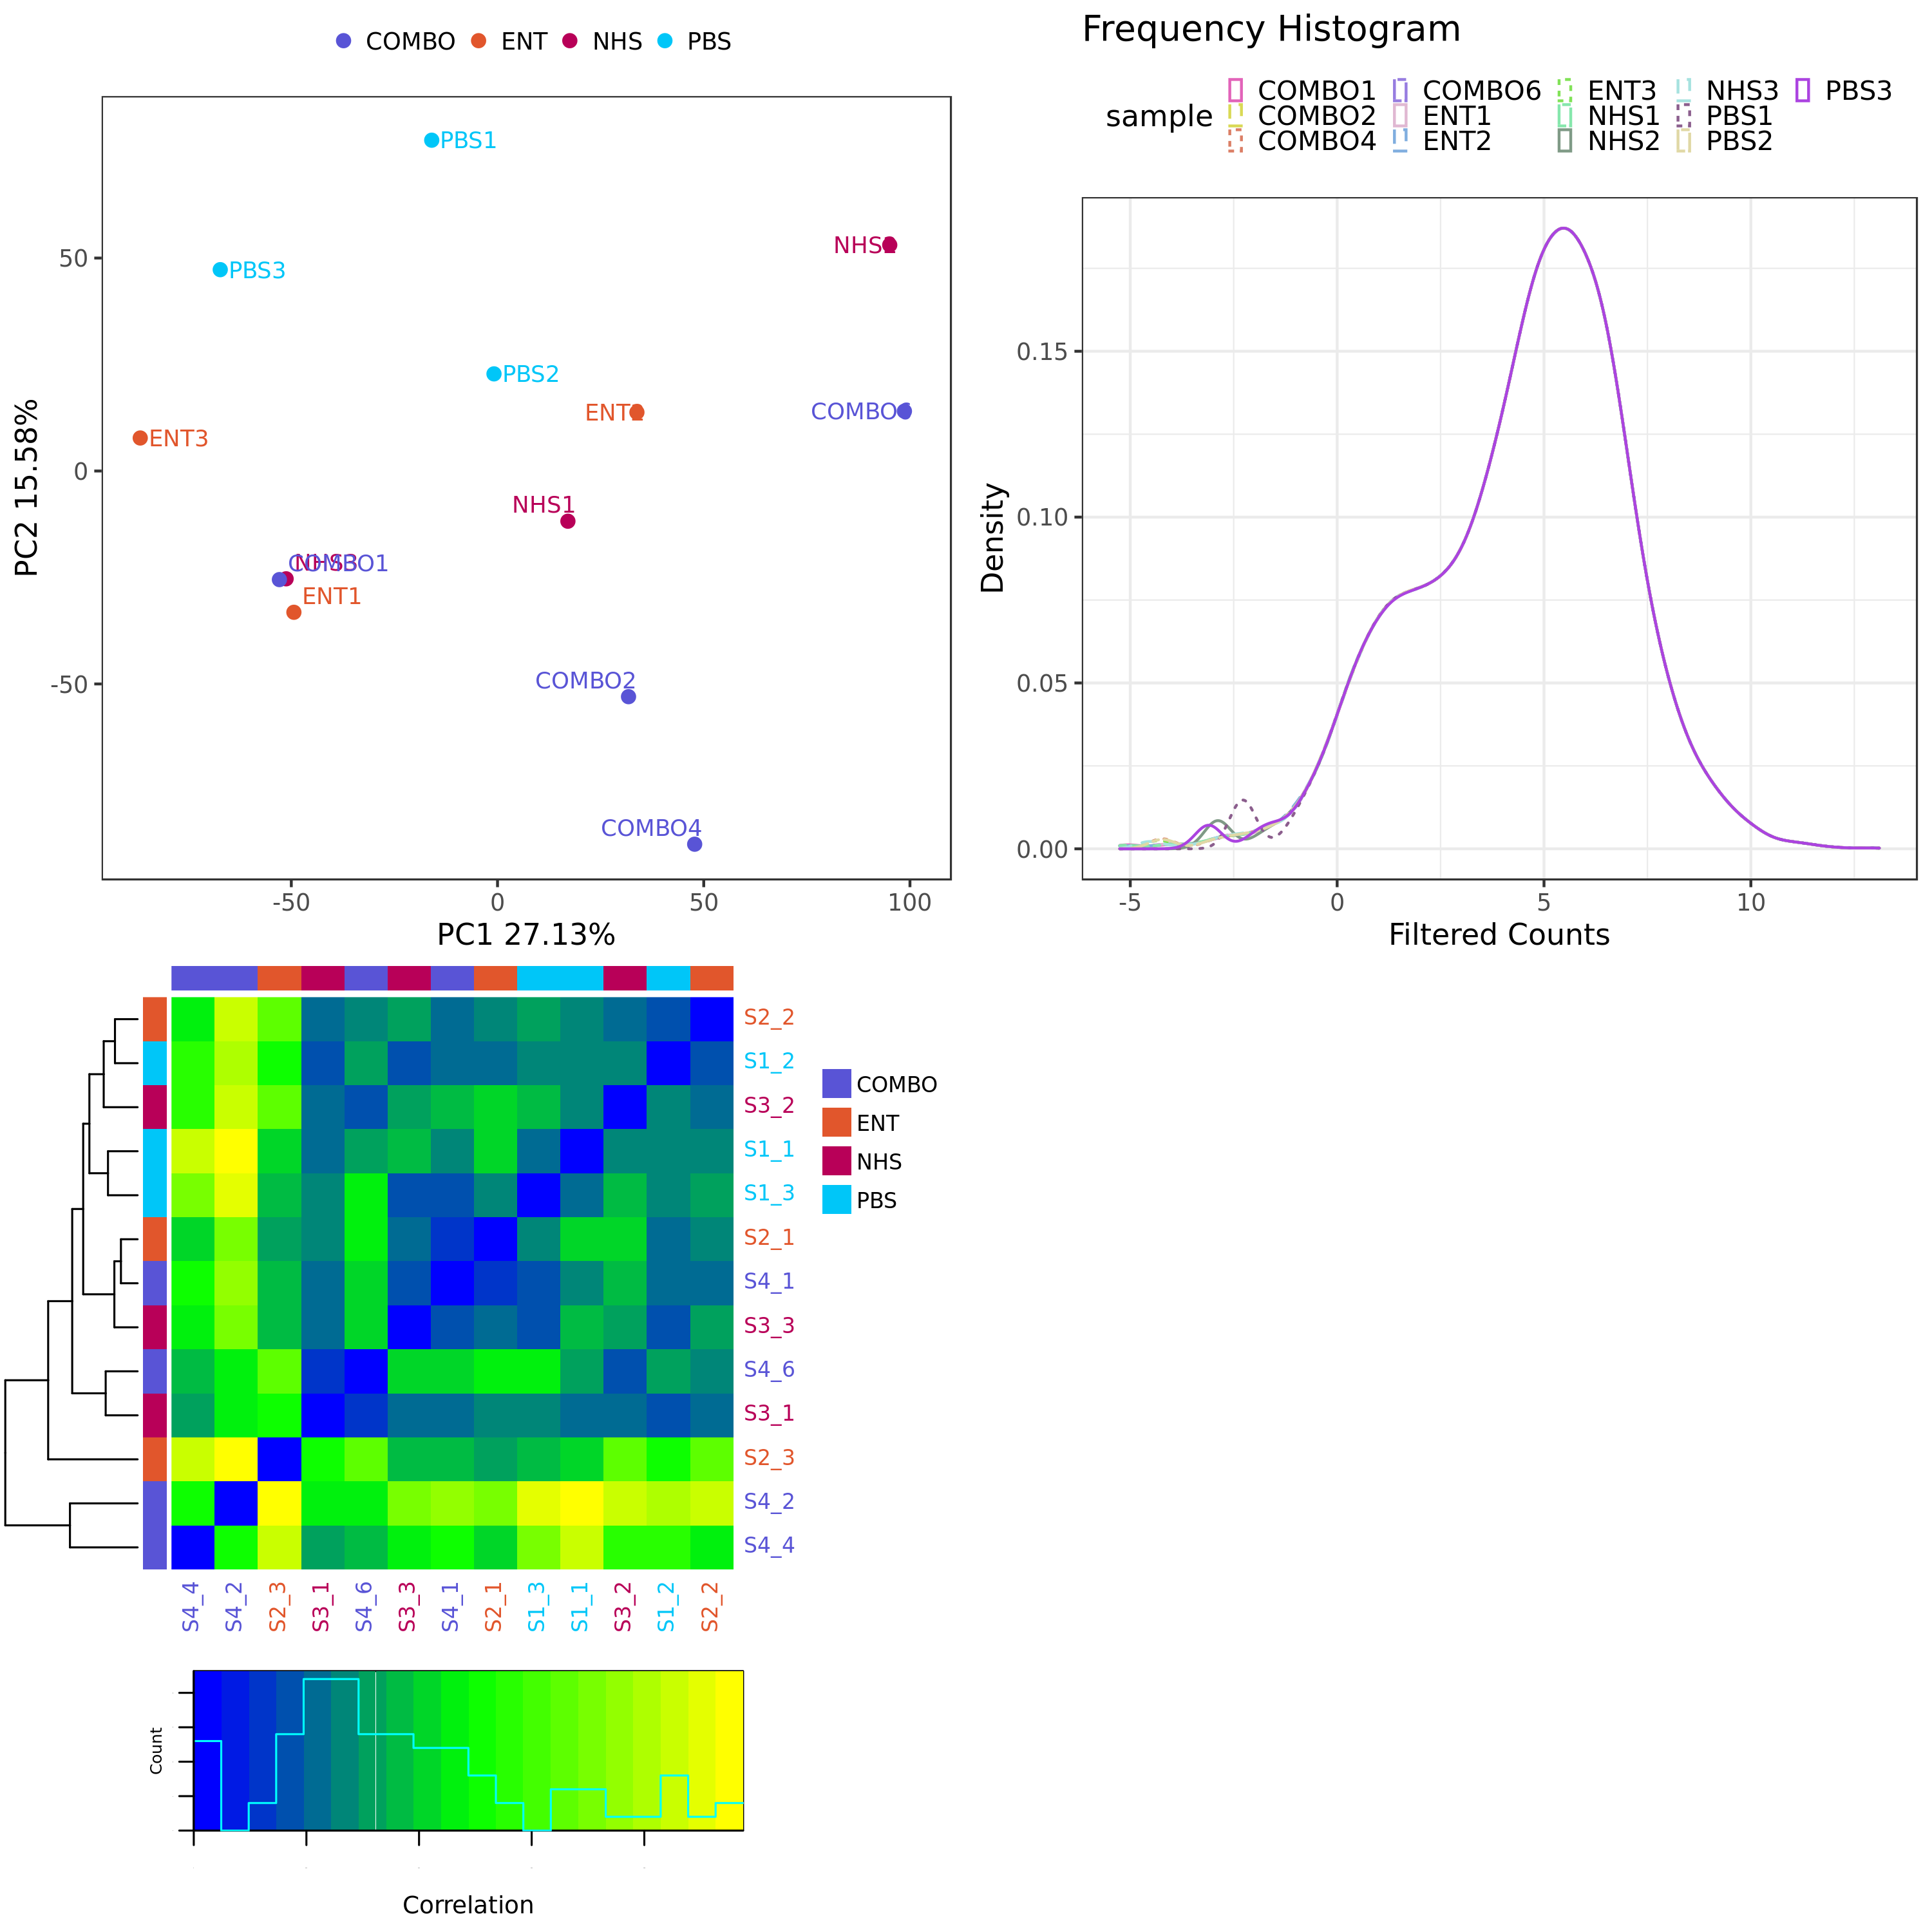 COMBO ENT NHS PBS
PBS1
PBS3
PBS2
ENT3
NHS1
COMBO1
ENT1
COMBO2
COMBO4
50
0
-50
-50 0 50 100
PC2 15.58%
PC1 27.13%
Frequency Histogram
sample
COMBO1 COMBO6 ENT3 NHS3 PBS3
COMBO2 ENT1 NHS1 PBS1
COMBO4 ENT2 NHS2 PBS2
0.15
0.10
0.05
0.00
-5 0 5 10
Density
Filtered Counts
S2_2
S1_2
S3_2
S1_1
S1_3
S2_1
S4_1
S3_3
S4_6
S3_1
S2_3
S4_2
S4_4
COMBO
ENT
NHS
PBS
S4_4 S4_2 S2_3 S3_1 S4_6 S3_3 S4_1 S2_1 S1_3 S1_1 S3_2 S1_2 S2_2
Count
Correlation